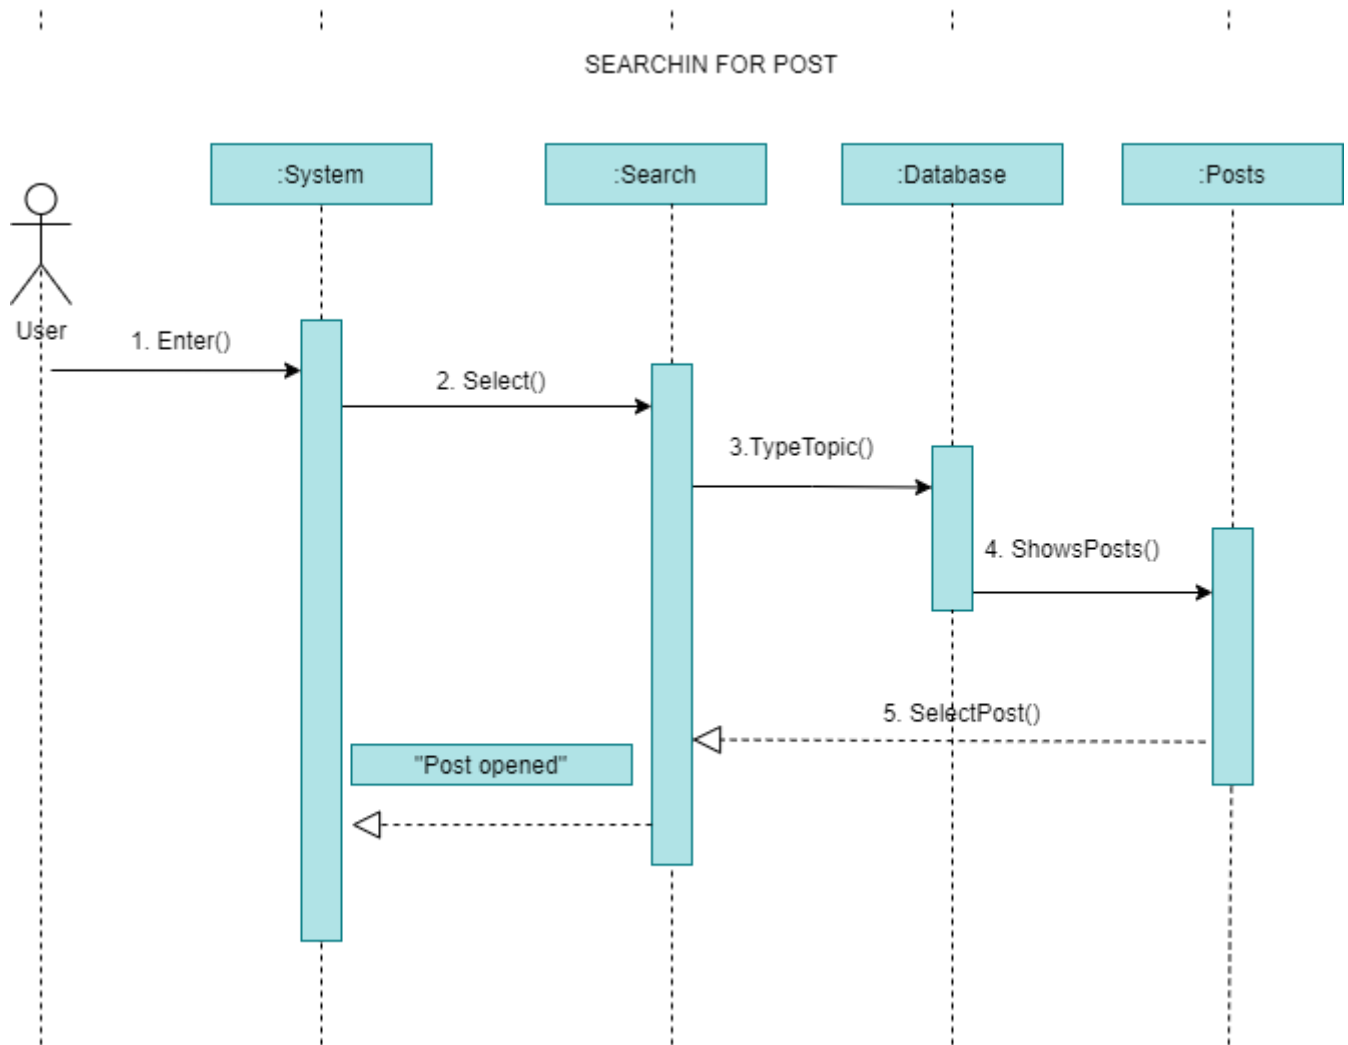 SEARCHIN FOR POST
:System
:Search
:Database
:Posts
User
1. Enter()
2. Select()
3.TypeTopic()
4. ShowsPosts()
5. SelectPost()
"Post opened"